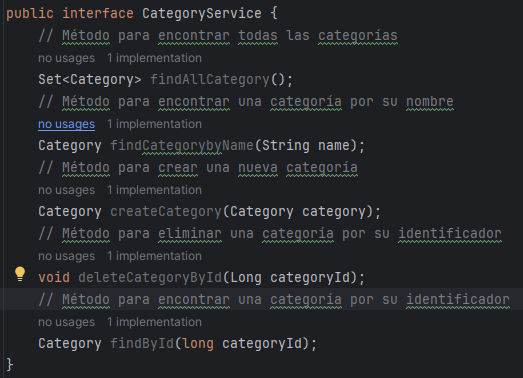 public interface CategoryService {
// Método para encontrar todas las categorías
no usages 1 implementation
Set<Category> findAllCategory();
// Método para encontrar una categoría por su nombre
no usages 1 implementation
Category findCategorybyName(String name);
// Método para crear una nueva categoría
no usages 1 implementation
Category createCategory(Category category);
// Método para eliminar una categoría por su identificador
no usages 1 implementation
void deleteCategoryById(Long categoryId);
// Método para encontrar una categoría por su identificador
no usages 1 implementation
Category findById(long categoryId);
}